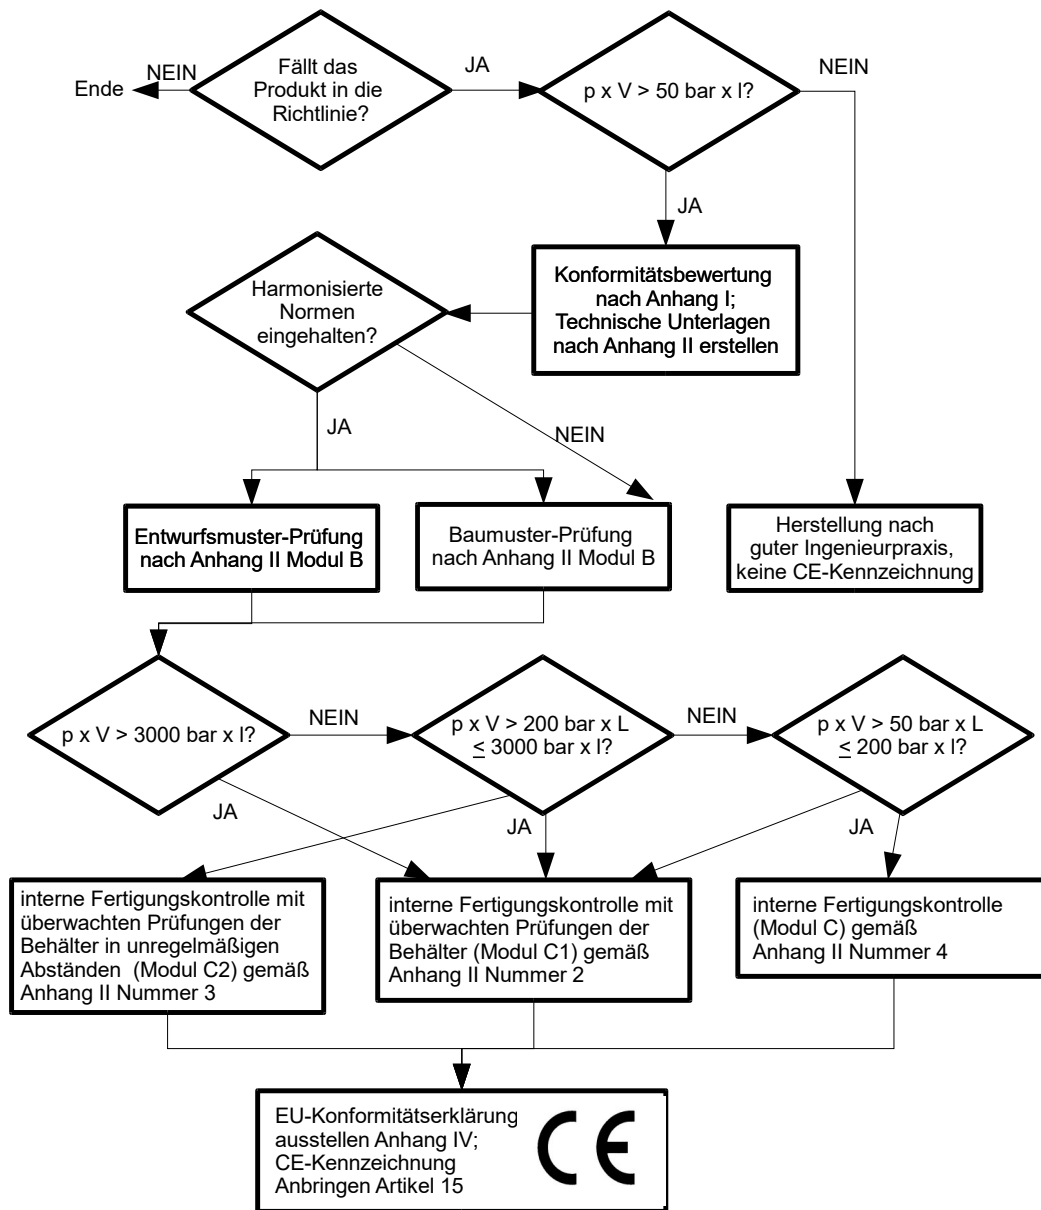 Fällt das
Produkt in die
Richtlinie?
NEIN
Ende
JA
p x V > 50 bar x l?
NEIN
JA
Konformitätsbewertung
nach Anhang I;
Technische Unterlagen
nach Anhang II erstellen
Harmonisierte
Normen
eingehalten?
JA
NEIN
Entwurfsmuster-Prüfung
nach Anhang II Modul B
Baumuster-Prüfung
nach Anhang II Modul B
Herstellung nach
guter Ingenieurpraxis,
keine CE-Kennzeichnung
p x V > 3000 bar x l?
NEIN
p x V > 200 bar x L
≤ 3000 bar x l?
NEIN
p x V > 50 bar x L
≤ 200 bar x l?
JA
JA
JA
interne Fertigungskontrolle mit
überwachten Prüfungen der
Behälter in unregelmäßigen
Abständen (Modul C2) gemäß
Anhang II Nummer 3
interne Fertigungskontrolle mit
überwachten Prüfungen der
Behälter (Modul C1) gemäß
Anhang II Nummer 2
interne Fertigungskontrolle
(Modul C) gemäß
Anhang II Nummer 4
EU-Konformitätserklärung
ausstellen Anhang IV;
CE-Kennzeichnung
Anbringen Artikel 15
CE